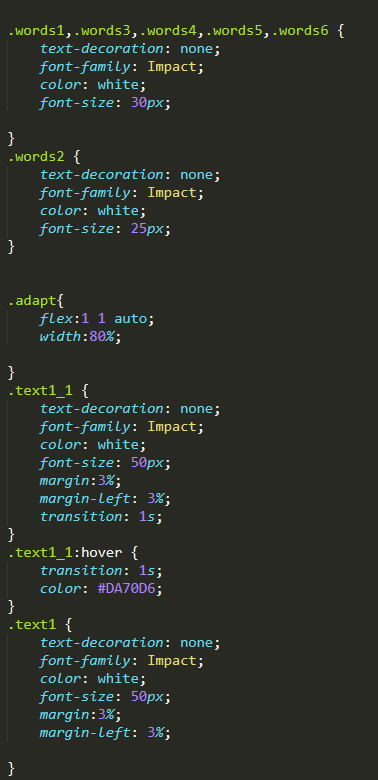 .words1,.words3,.words4,.words5,.words6 {
    text-decoration: none;
    font-family: Impact;
    color: white;
    font-size: 30px;

}
.words2 {
    text-decoration: none;
    font-family: Impact;
    color: white;
    font-size: 25px;
}


.adapt{
    flex:1 1 auto;
    width:80%;

}
.text1_1 {
    text-decoration: none;
    font-family: Impact;
    color: white;
    font-size: 50px;
    margin:3%;
    margin-left: 3%;
    transition: 1s;
}
.text1_1:hover {
    transition: 1s;
    color: #DA70D6;
}
.text1 {
    text-decoration: none;
    font-family: Impact;
    color: white;
    font-size: 50px;
    margin:3%;
    margin-left: 3%;

}